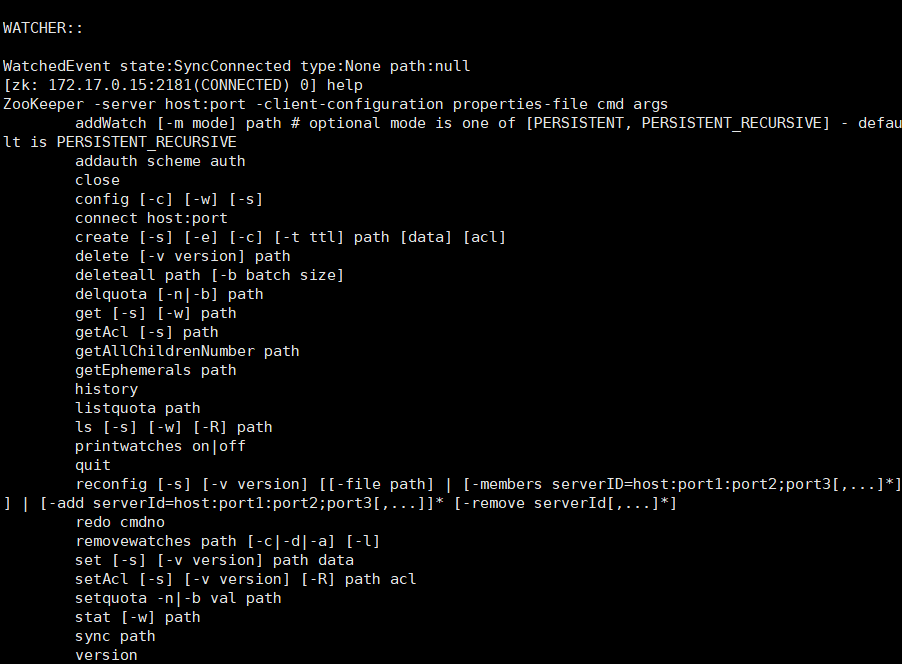 WATCHER::
WatchedEvent state:SyncConnected type:None path:null
[zk: 172.17.0.15:2181(CONNECTED) 0] help
ZooKeeper -server host:port -client-configuration properties-file cmd args
addWatch [-m mode] path # optional mode is one of [PERSISTENT, PERSISTENT_RECURSIVE] - defau
lt is PERSISTENT_RECURSIVE
addauth scheme auth
close
config [-c] [-w] [-s]
connect host:port
create [-s] [-e] [-c] [-t ttl] path [data] [acl]
delete [-v version] path
deleteall path [-b batch size]
delquota [-n|-b] path
get [-s] [-w] path
getAcl [-s] path
getAllChildrenNumber path
getEphemerals path
history
listquota path
ls [-s] [-w] [-R] path
printwatches on|off
quit
reconfig [-s] [-v version] [[-file path] | [-members serverID=host:port1:port2;port3[,...]*]
] | [-add serverId=host:port1:port2;port3[,...]]* [-remove serverId[,...]*]
redo cmdno
removewatches path [-c|-d|-a] [-l]
set [-s] [-v version] path data
setAcl [-s] [-v version] [-R] path acl
setquota -n|-b val path
stat [-w] path
sync path
version